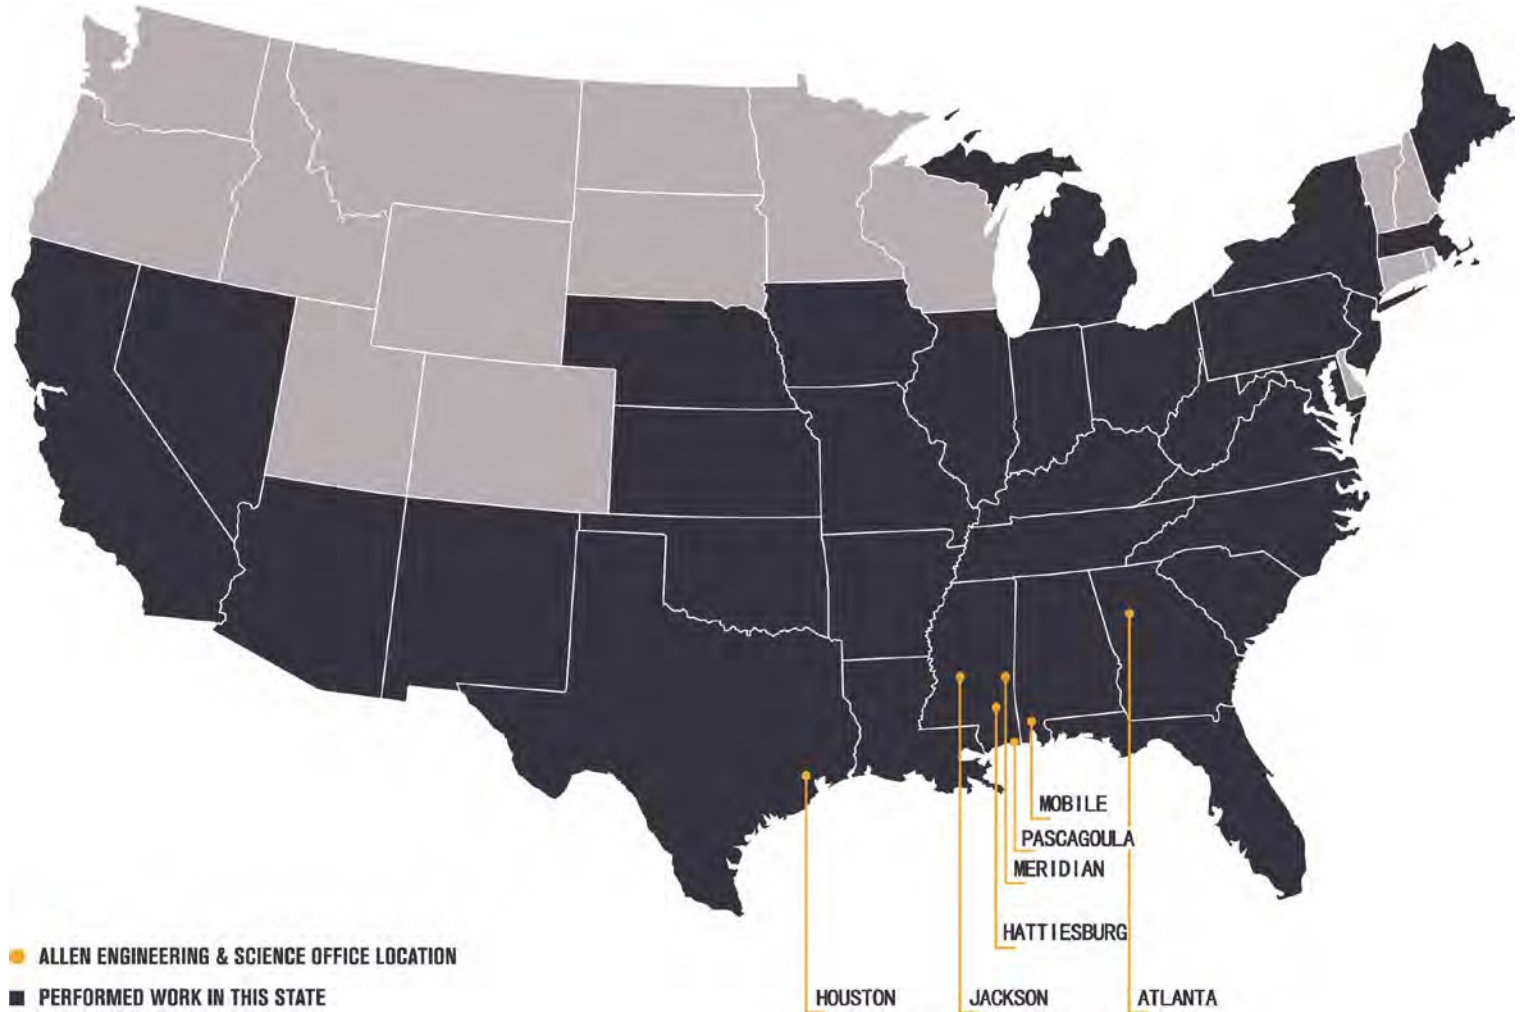 MOBILE
PASCAGOULA
MERIDIAN
HATTIESBURG
ALLEN ENGINEERING & SCIENCE OFFICE LOCATION
PERFORMED WORK IN THIS STATE
HOUSTON
JACKSON
ATLANTA